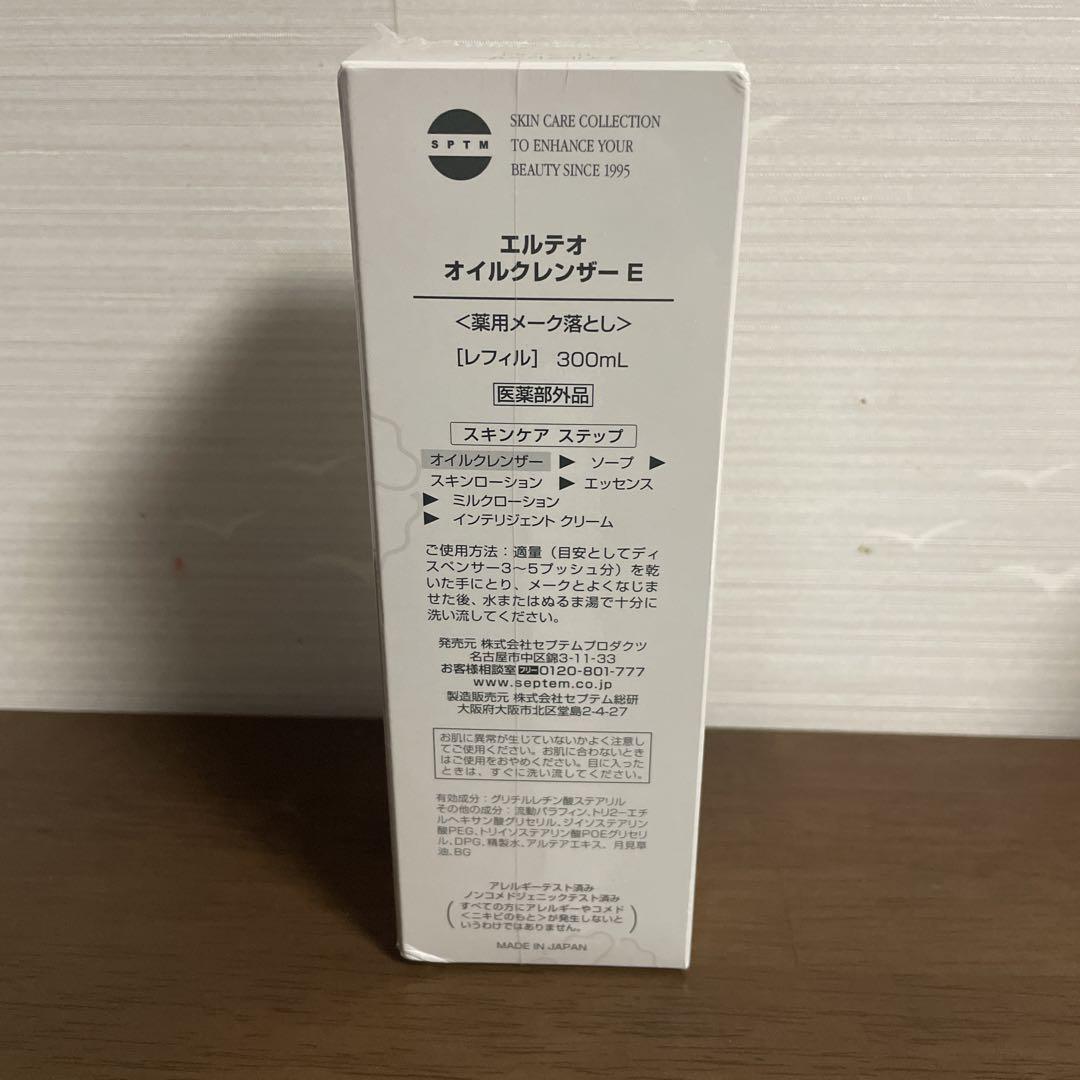 SPTM
SKIN CARE COLLECTION
TO ENHANCE YOUR
BEAUTY SINCE 1995
エルテオ
オイルクレンザー E
<薬用メーク落とし>
[レフィル] 300mL
医薬部外品
スキンケア ステップ
オイルクレンザー ▶ ソープ ▶
スキンローション ▶ エッセンス
▶ ミルクローション
▶ インテリジェント クリーム
ご使用方法:適量(目安としてディ
スペンサー3〜5プッシュ分)を乾
いた手にとり、メークとよくなじま
せた後、水またはぬるま湯で十分に
洗い流してください。
発売元 株式会社セプテムプロダクツ
名古屋市中区錦3-11-33
お客様相談室 フリー 0120-801-777
www.septem.co.jp
製造販売元 株式会社セプテム総研
大阪府大阪市北区堂島2-4-27
お肌に異常が生じていないかよく注意し
てご使用ください。お肌に合わないとき
はご使用をおやめください。目に入った
ときは、すぐに洗い流してください。
有効成分:グリチルレチン酸ステアリル
その他の成分:流動パラフィン、トリ2-エチ
ルヘキサン酸グリセリル、ジイソステアリン
酸PEG、トリイソステアリン酸POEグリセリ
ル、DPG、精製水、アルテアエキス、月見草
油、BG
アレルギーテスト済み
ノンコメドジェニックテスト済み
(すべての方にアレルギーやコメド
<ニキビのもと>が発生しないと
いうわけではありません。)
MADE IN JAPAN